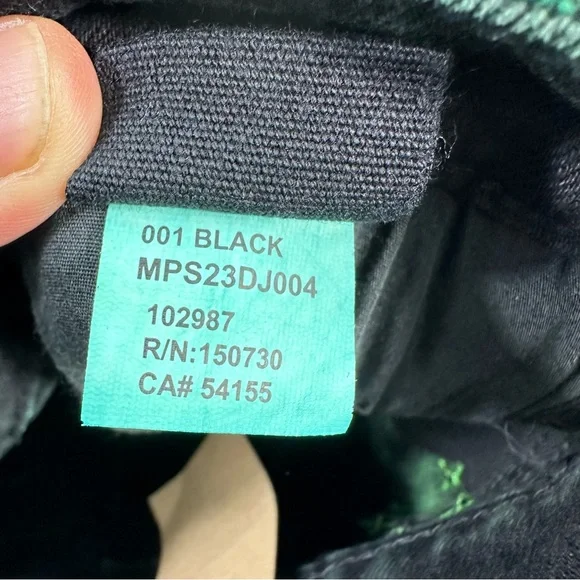 001 BLACK
MPS23DJ004
102987
R/N:150730
CA# 54155